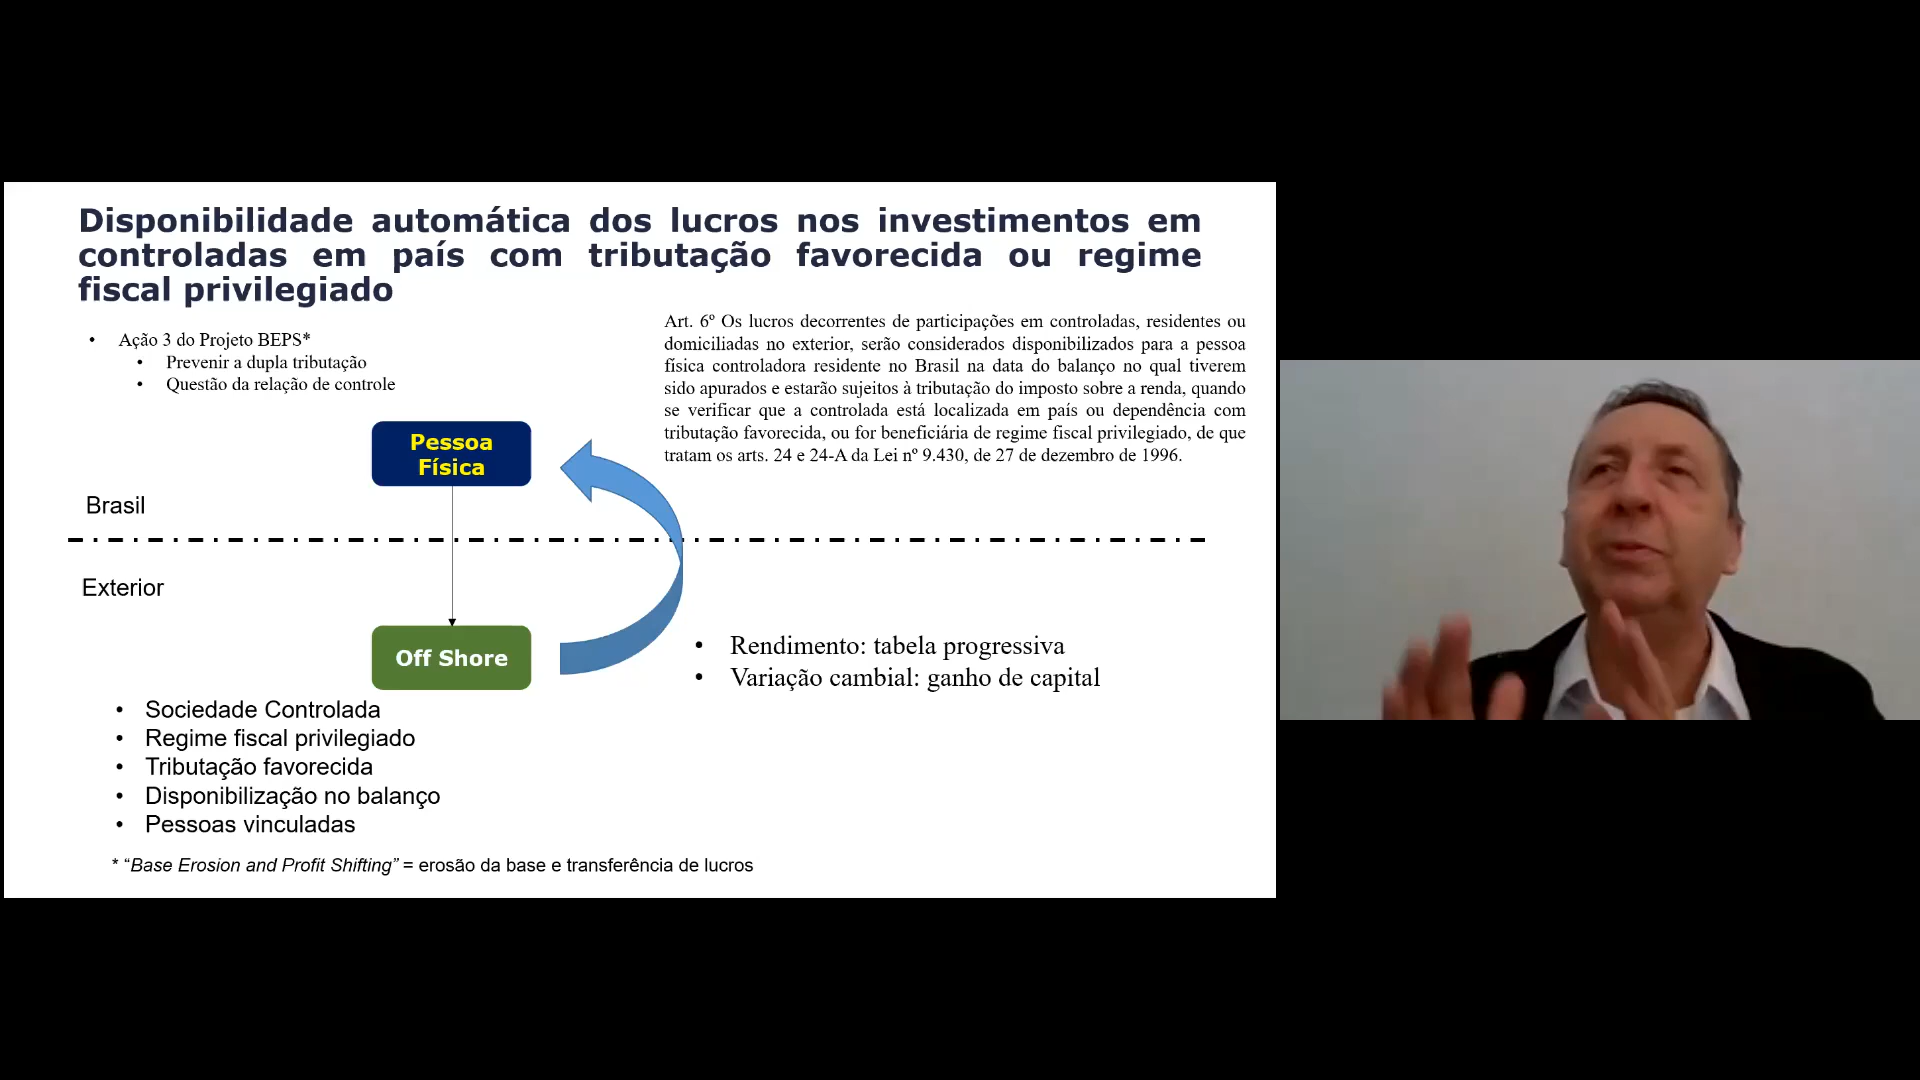 Disponibilidade automática dos lucros nos investimentos em
controladas em país com tributação favorecida ou regime
fiscal privilegiado
• Ação 3 do Projeto BEPS*
• Prevenir a dupla tributação
• Questão da relação de controle
Art. 6º Os lucros decorrentes de participações em controladas, residentes ou
domiciliadas no exterior, serão considerados disponibilizados para a pessoa
física controladora residente no Brasil na data do balanço no qual tiverem
sido apurados e estarão sujeitos à tributação do imposto sobre a renda, quando
se verificar que a controlada está localizada em país ou dependência com
tributação favorecida, ou for beneficiária de regime fiscal privilegiado, de que
tratam os arts. 24 e 24-A da Lei nº 9.430, de 27 de dezembro de 1996.
Pessoa
Física
Brasil
Exterior
Off Shore
• Rendimento: tabela progressiva
• Variação cambial: ganho de capital
• Sociedade Controlada
• Regime fiscal privilegiado
• Tributação favorecida
• Disponibilização no balanço
• Pessoas vinculadas
* “Base Erosion and Profit Shifting” = erosão da base e transferência de lucros